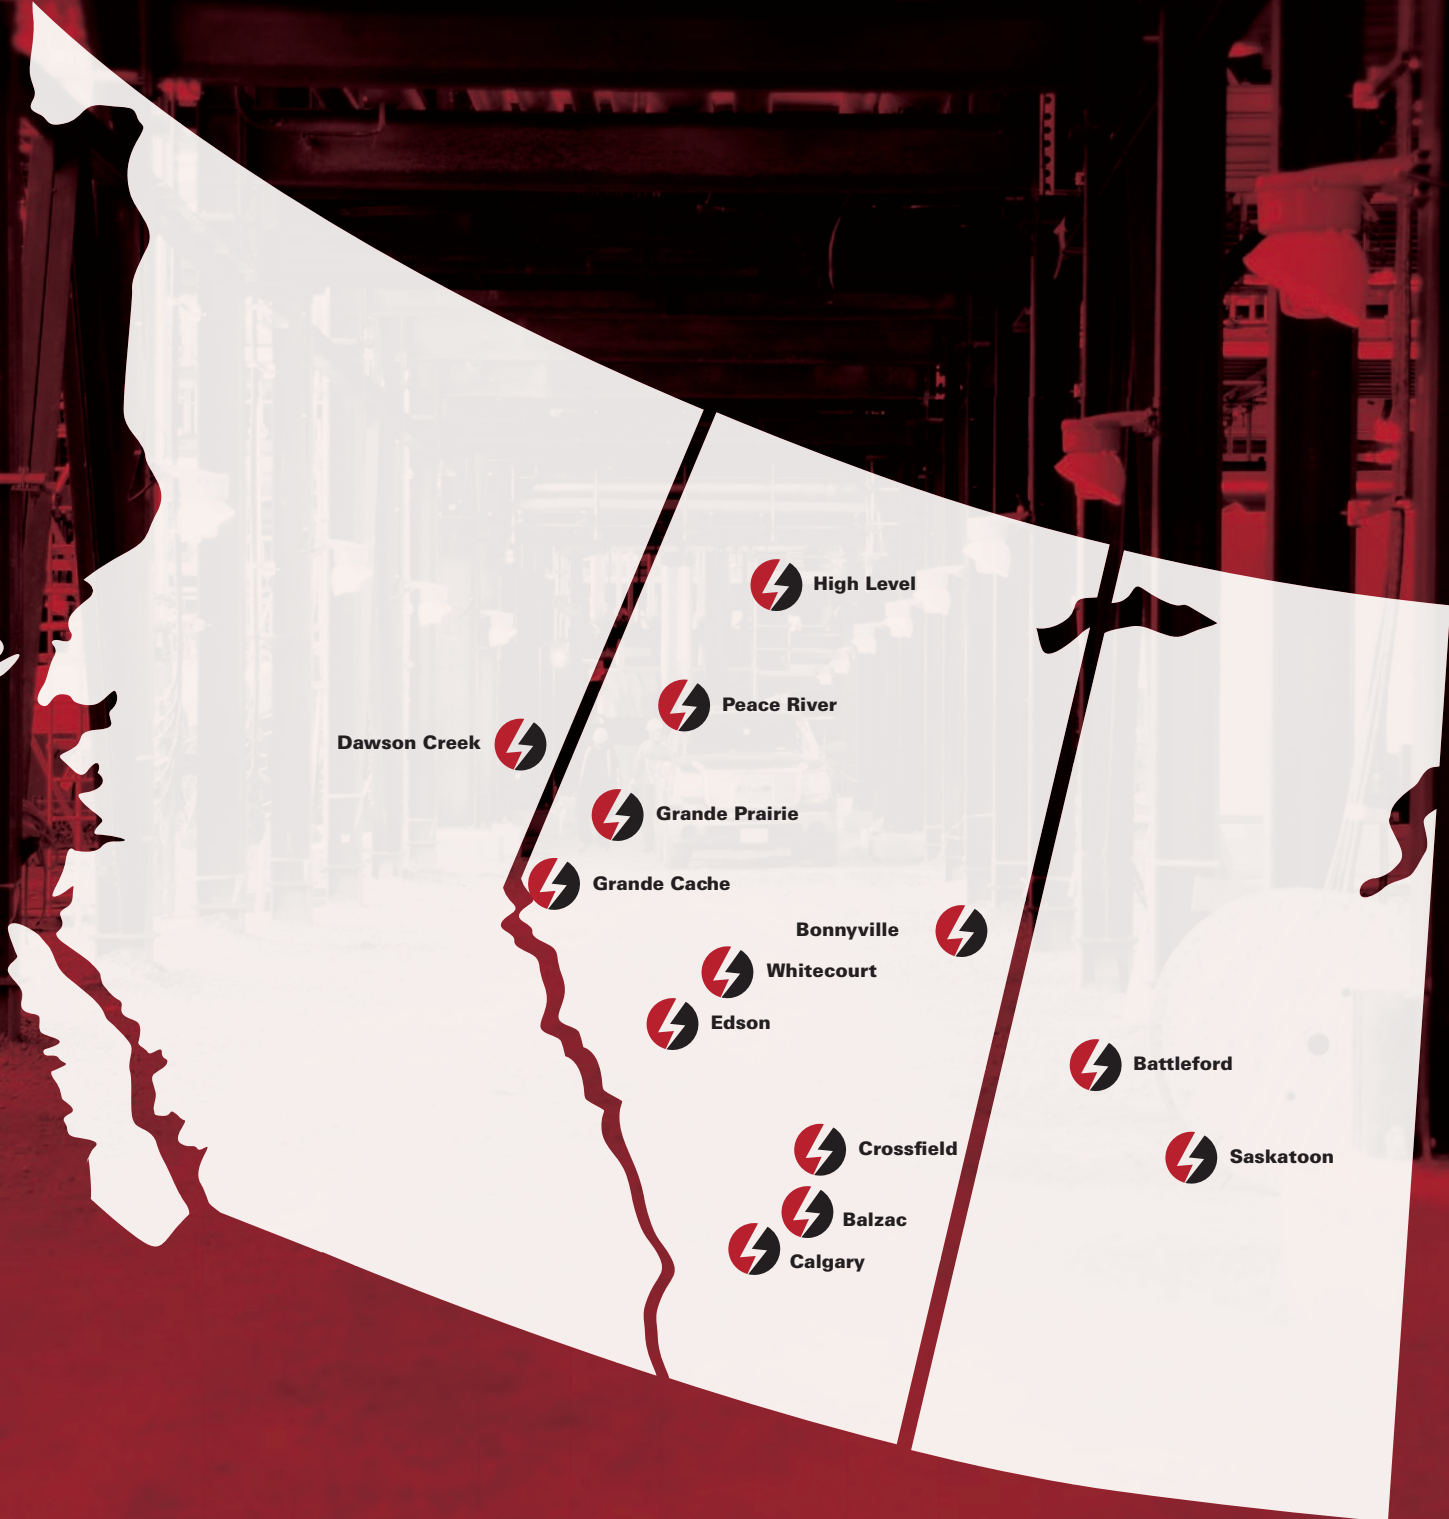 High Level
Peace River
Dawson Creek
Grande Prairie
Grande Cache
Bonnyville
Whitecourt
Edson
Battleford
Crossfield
Saskatoon
Balzac
Calgary